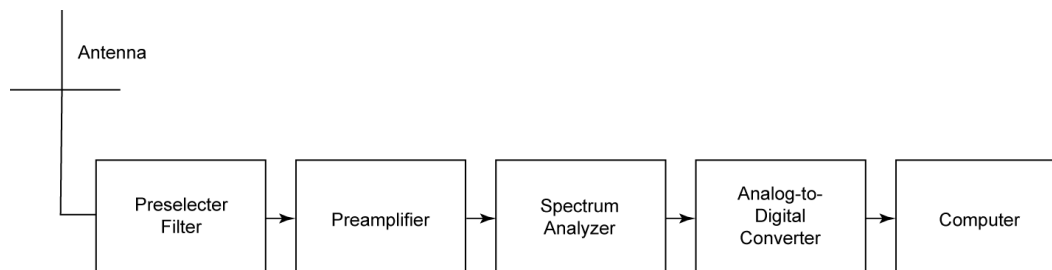 Antenna
Preselecter
Filter
Preamplifier
Spectrum
Analyzer
Analog-to-
Digital
Converter
Computer